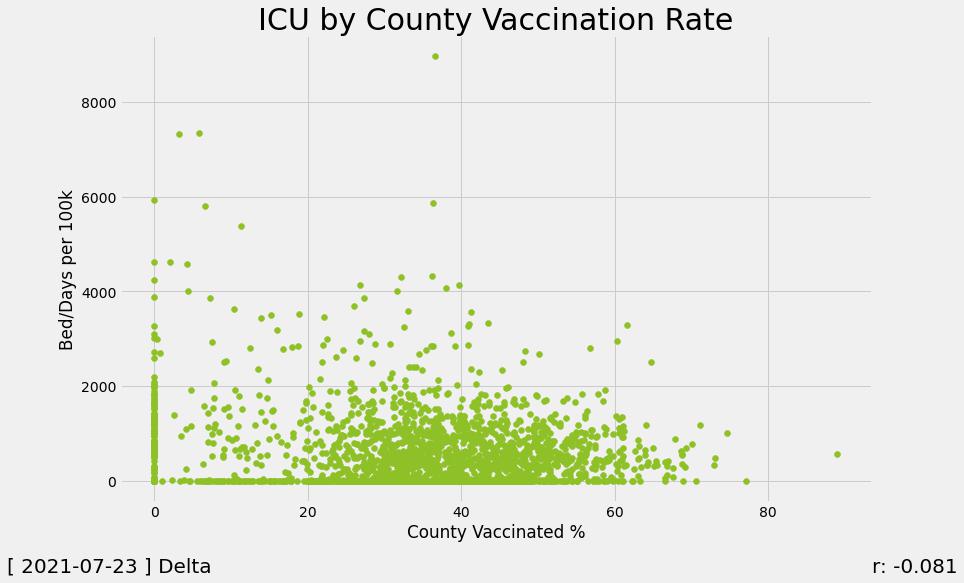 ICU by County Vaccination Rate
8000
6000
4000
2000
0
Bed/Days per 100k
0 20 40 60 80
County Vaccinated %
[ 2021-07-23 ] Delta
r: -0.081